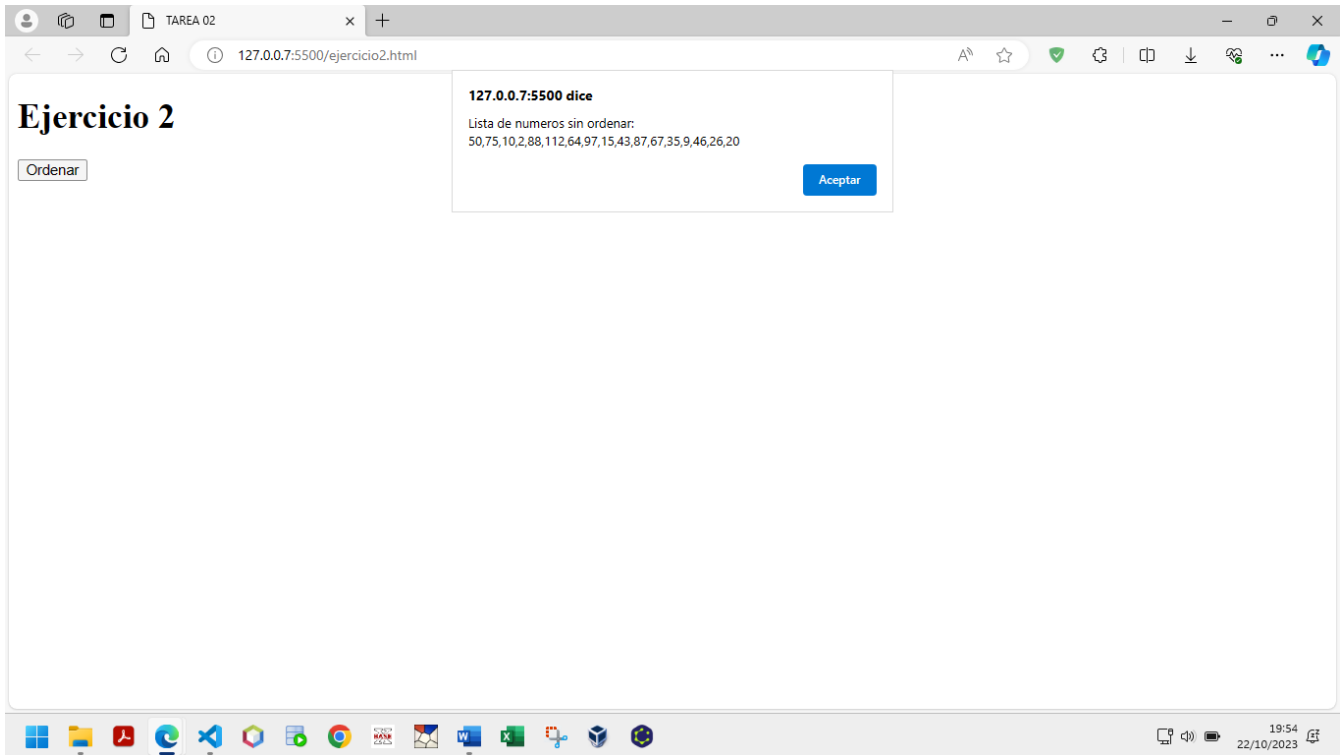 TAREA 02
127.0.0.7:5500/ejercicio2.html
127.0.0.7:5500 dice
Lista de numeros sin ordenar:
50,75,10,2,88,112,64,97,15,43,87,67,35,9,46,26,20
Aceptar
Ejercicio 2
Ordenar
19:54
22/10/2023